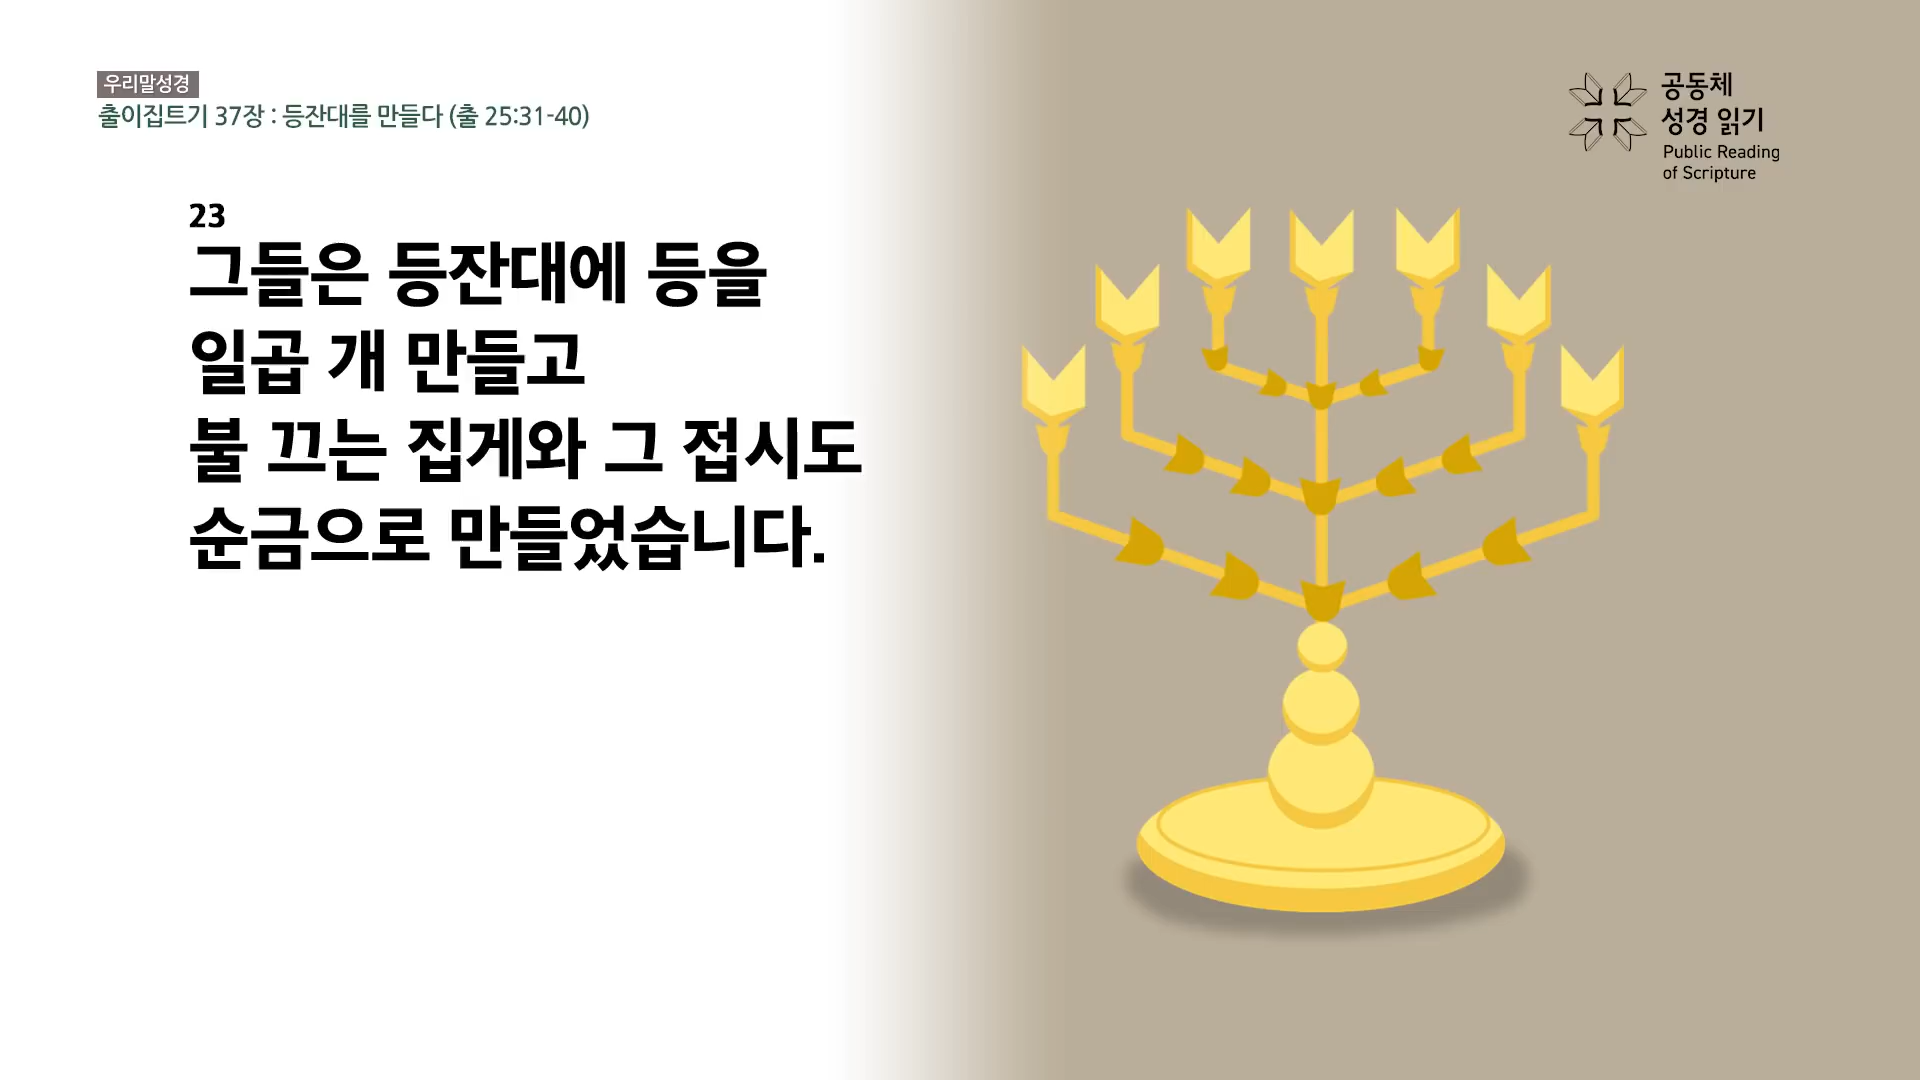 우리말성경
출이집트기 37장 : 등잔대를 만들다 (출 25:31-40)
공동체
성경 읽기
Public Reading
of Scripture
23
그들은 등잔대에 등을
일곱 개 만들고
불 끄는 집게와 그 접시도
순금으로 만들었습니다.